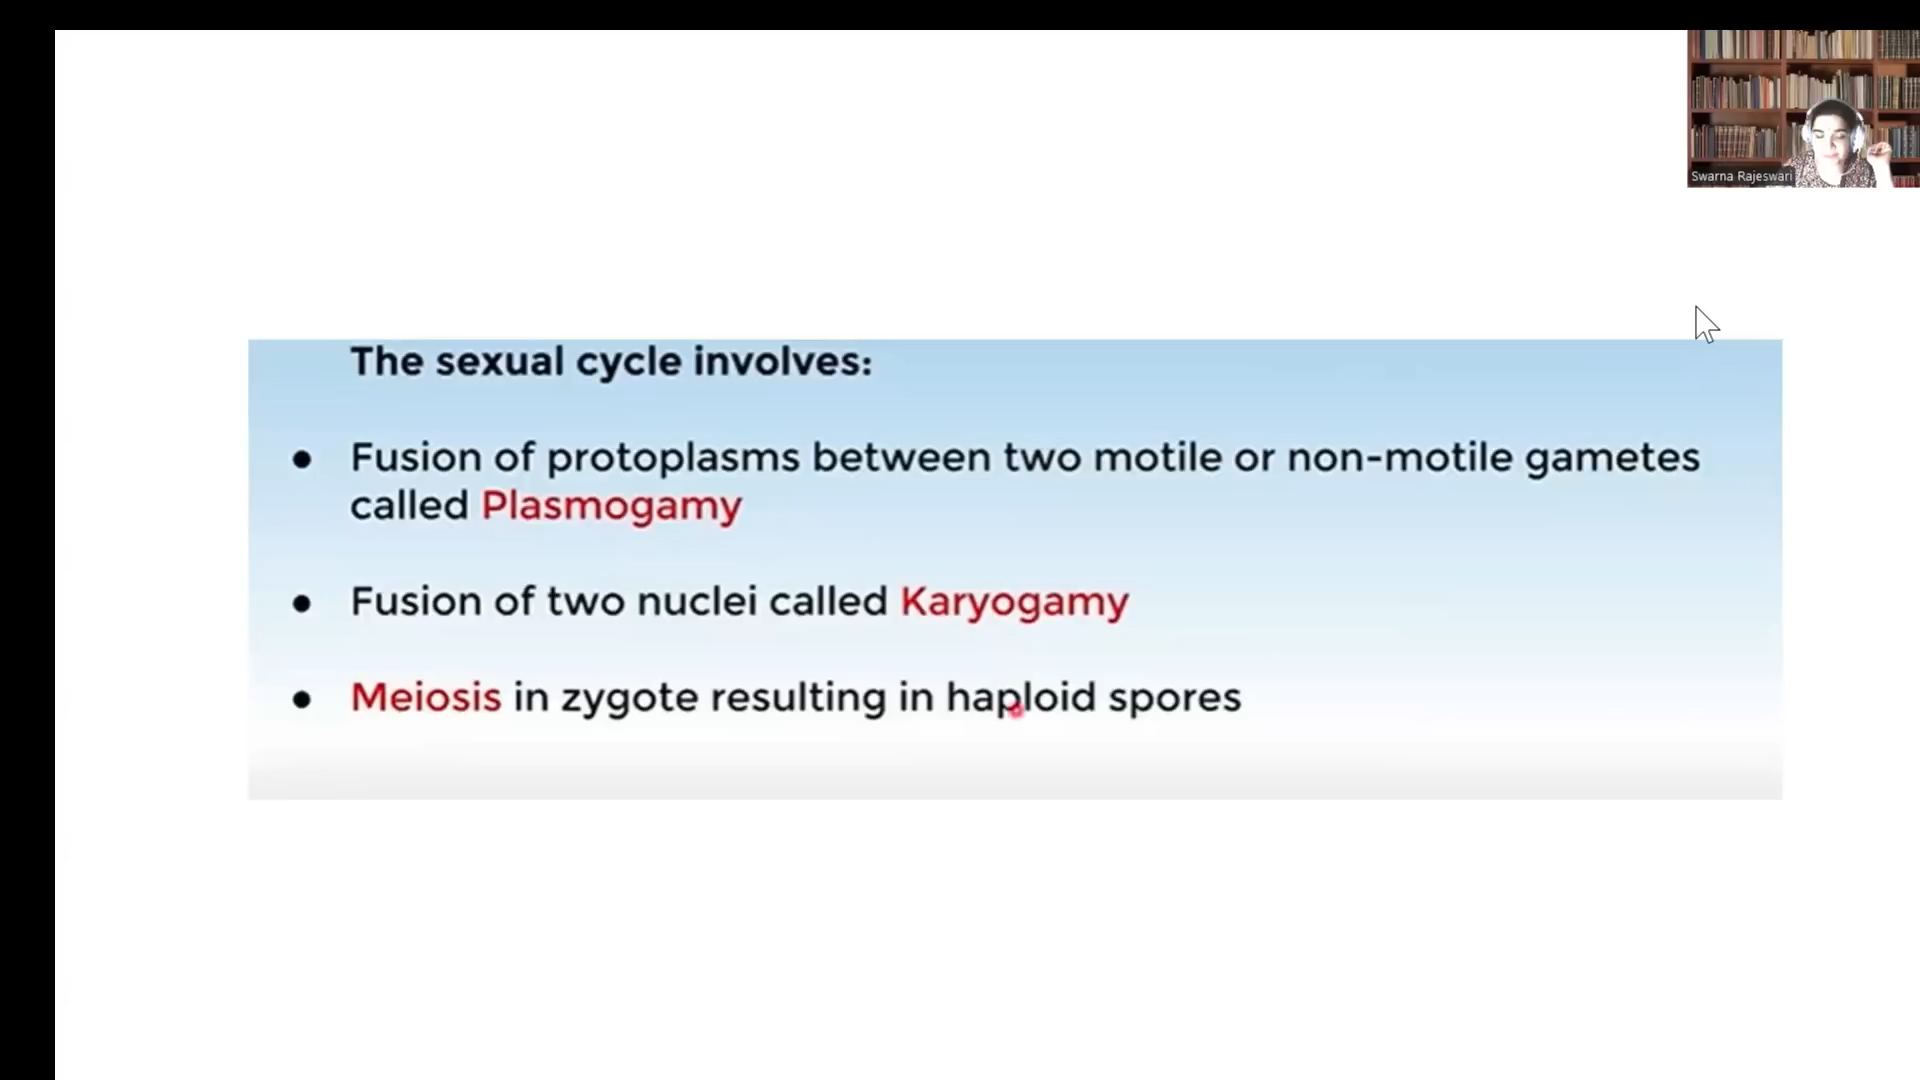 Swarna Rajeswari
The sexual cycle involves:
● Fusion of protoplasms between two motile or non-motile gametes
called Plasmogamy
● Fusion of two nuclei called Karyogamy
● Meiosis in zygote resulting in haploid spores